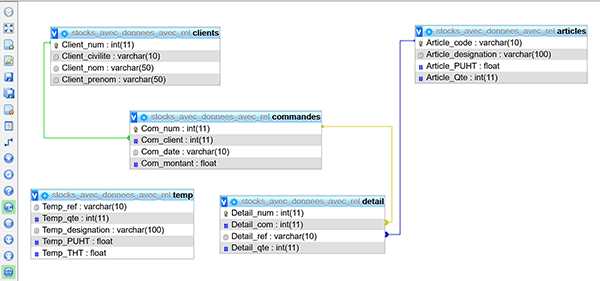 stocks_avec_donnees_avec_rel clients
Client_num : int(11)
Client_civilite : varchar(10)
Client_nom : varchar(50)
Client_prenom : varchar(50)
stocks_avec_donnees_avec_rel articles
Article_code : varchar(10)
Article_designation : varchar(100)
Article_PUHT : float
Article_Qte : int(11)
stocks_avec_donnees_avec_rel commandes
Com_num : int(11)
Com_client : int(11)
Com_date : varchar(10)
Com_montant : float
stocks_avec_donnees_avec_rel temp
Temp_ref : varchar(10)
Temp_qte : int(11)
Temp_designation : varchar(100)
Temp_PUHT : float
Temp_THT : float
stocks_avec_donnees_avec_rel detail
Detail_num : int(11)
Detail_com : int(11)
Detail_ref : varchar(10)
Detail_qte : int(11)